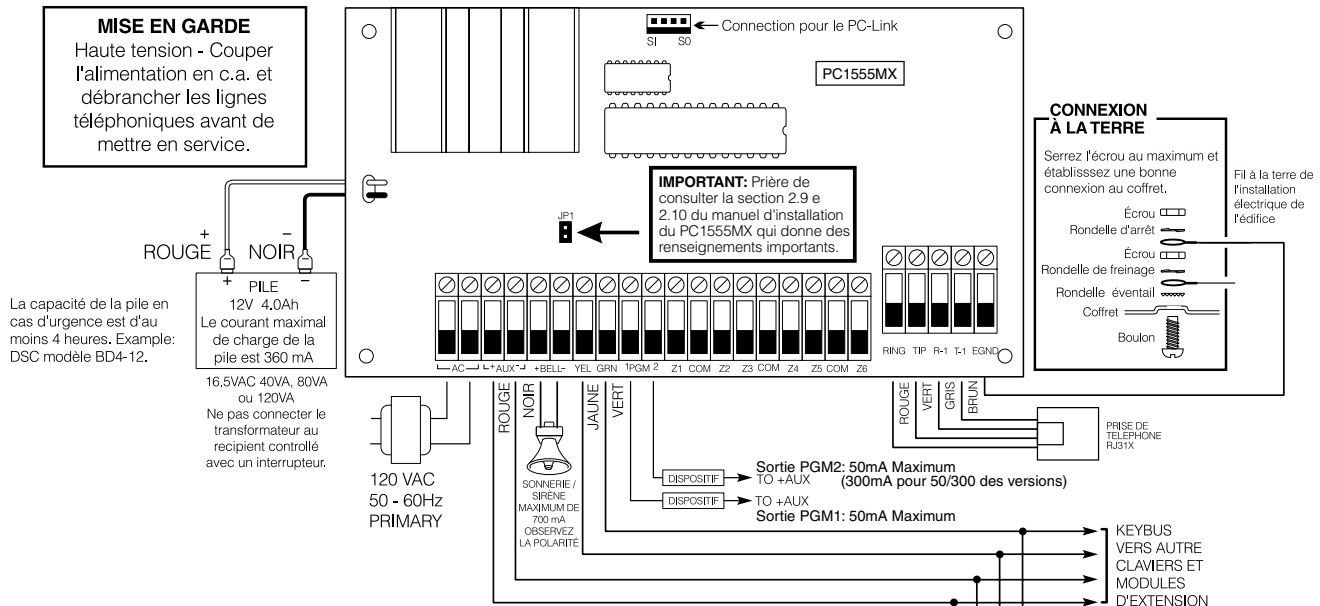 MISE EN GARDE
Haute tension - Couper
l'alimentation en c.a. et
débrancher les lignes
téléphoniques avant de
mettre en service.
Connection pour le PC-Link
SI SO
PC1555MX
CONNEXION
À LA TERRE
Serrez l'écrou au maximum et
établisssez une bonne
connexion au coffret.
Écrou
Rondelle d'arrêt
Écrou
Rondelle de freinage
Rondelle éventail
Coffret
Boulon
Fil à la terre de
l'installation
électrique de
l'édifice
IMPORTANT: Prière de
consulter la section 2.9 e
2.10 du manuel d'installation
du PC1555MX qui donne des
renseignements importants.
JP1
+ –
ROUGE NOIR
+ –
PILE
12V 4.0Ah
Le courant maximal
de charge de la
pile est 360 mA
La capacité de la pile en
cas d'urgence est d'au
moins 4 heures. Example:
DSC modèle BD4-12.
16.5VAC 40VA, 80VA
ou 120VA
Ne pas connecter le
transformateur au
recipient controllé
avec un interrupteur.
AC +AUX- +BELL- YEL GRN 1PGM 2 Z1 COM Z2 Z3 COM Z4 Z5 COM Z6
RING TIP R-1 T-1 EGND
ROUGE
NOIR
JAUNE
VERT
ROUGE
VERT
GRIS
BRUN
120 VAC
50 - 60Hz
PRIMARY
SONNERIE /
SIRÈNE
MAXIMUM DE
700 mA
OBSERVEZ
LA POLARITÉ
PRISE DE
TELEPHONE
RJ31X
Sortie PGM2: 50mA Maximum
DISPOSITIF TO +AUX (300mA pour 50/300 des versions)
DISPOSITIF TO +AUX
Sortie PGM1: 50mA Maximum
KEYBUS
VERS AUTRE
CLAVIERS ET
MODULES
D'EXTENSION